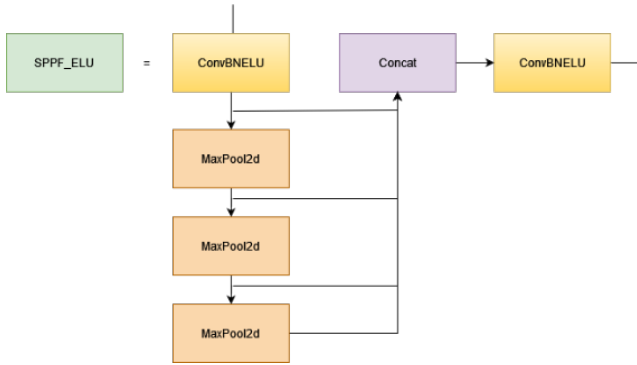 SPPF_ELU
=
ConvBNELU
Concat
ConvBNELU
MaxPool2d
MaxPool2d
MaxPool2d